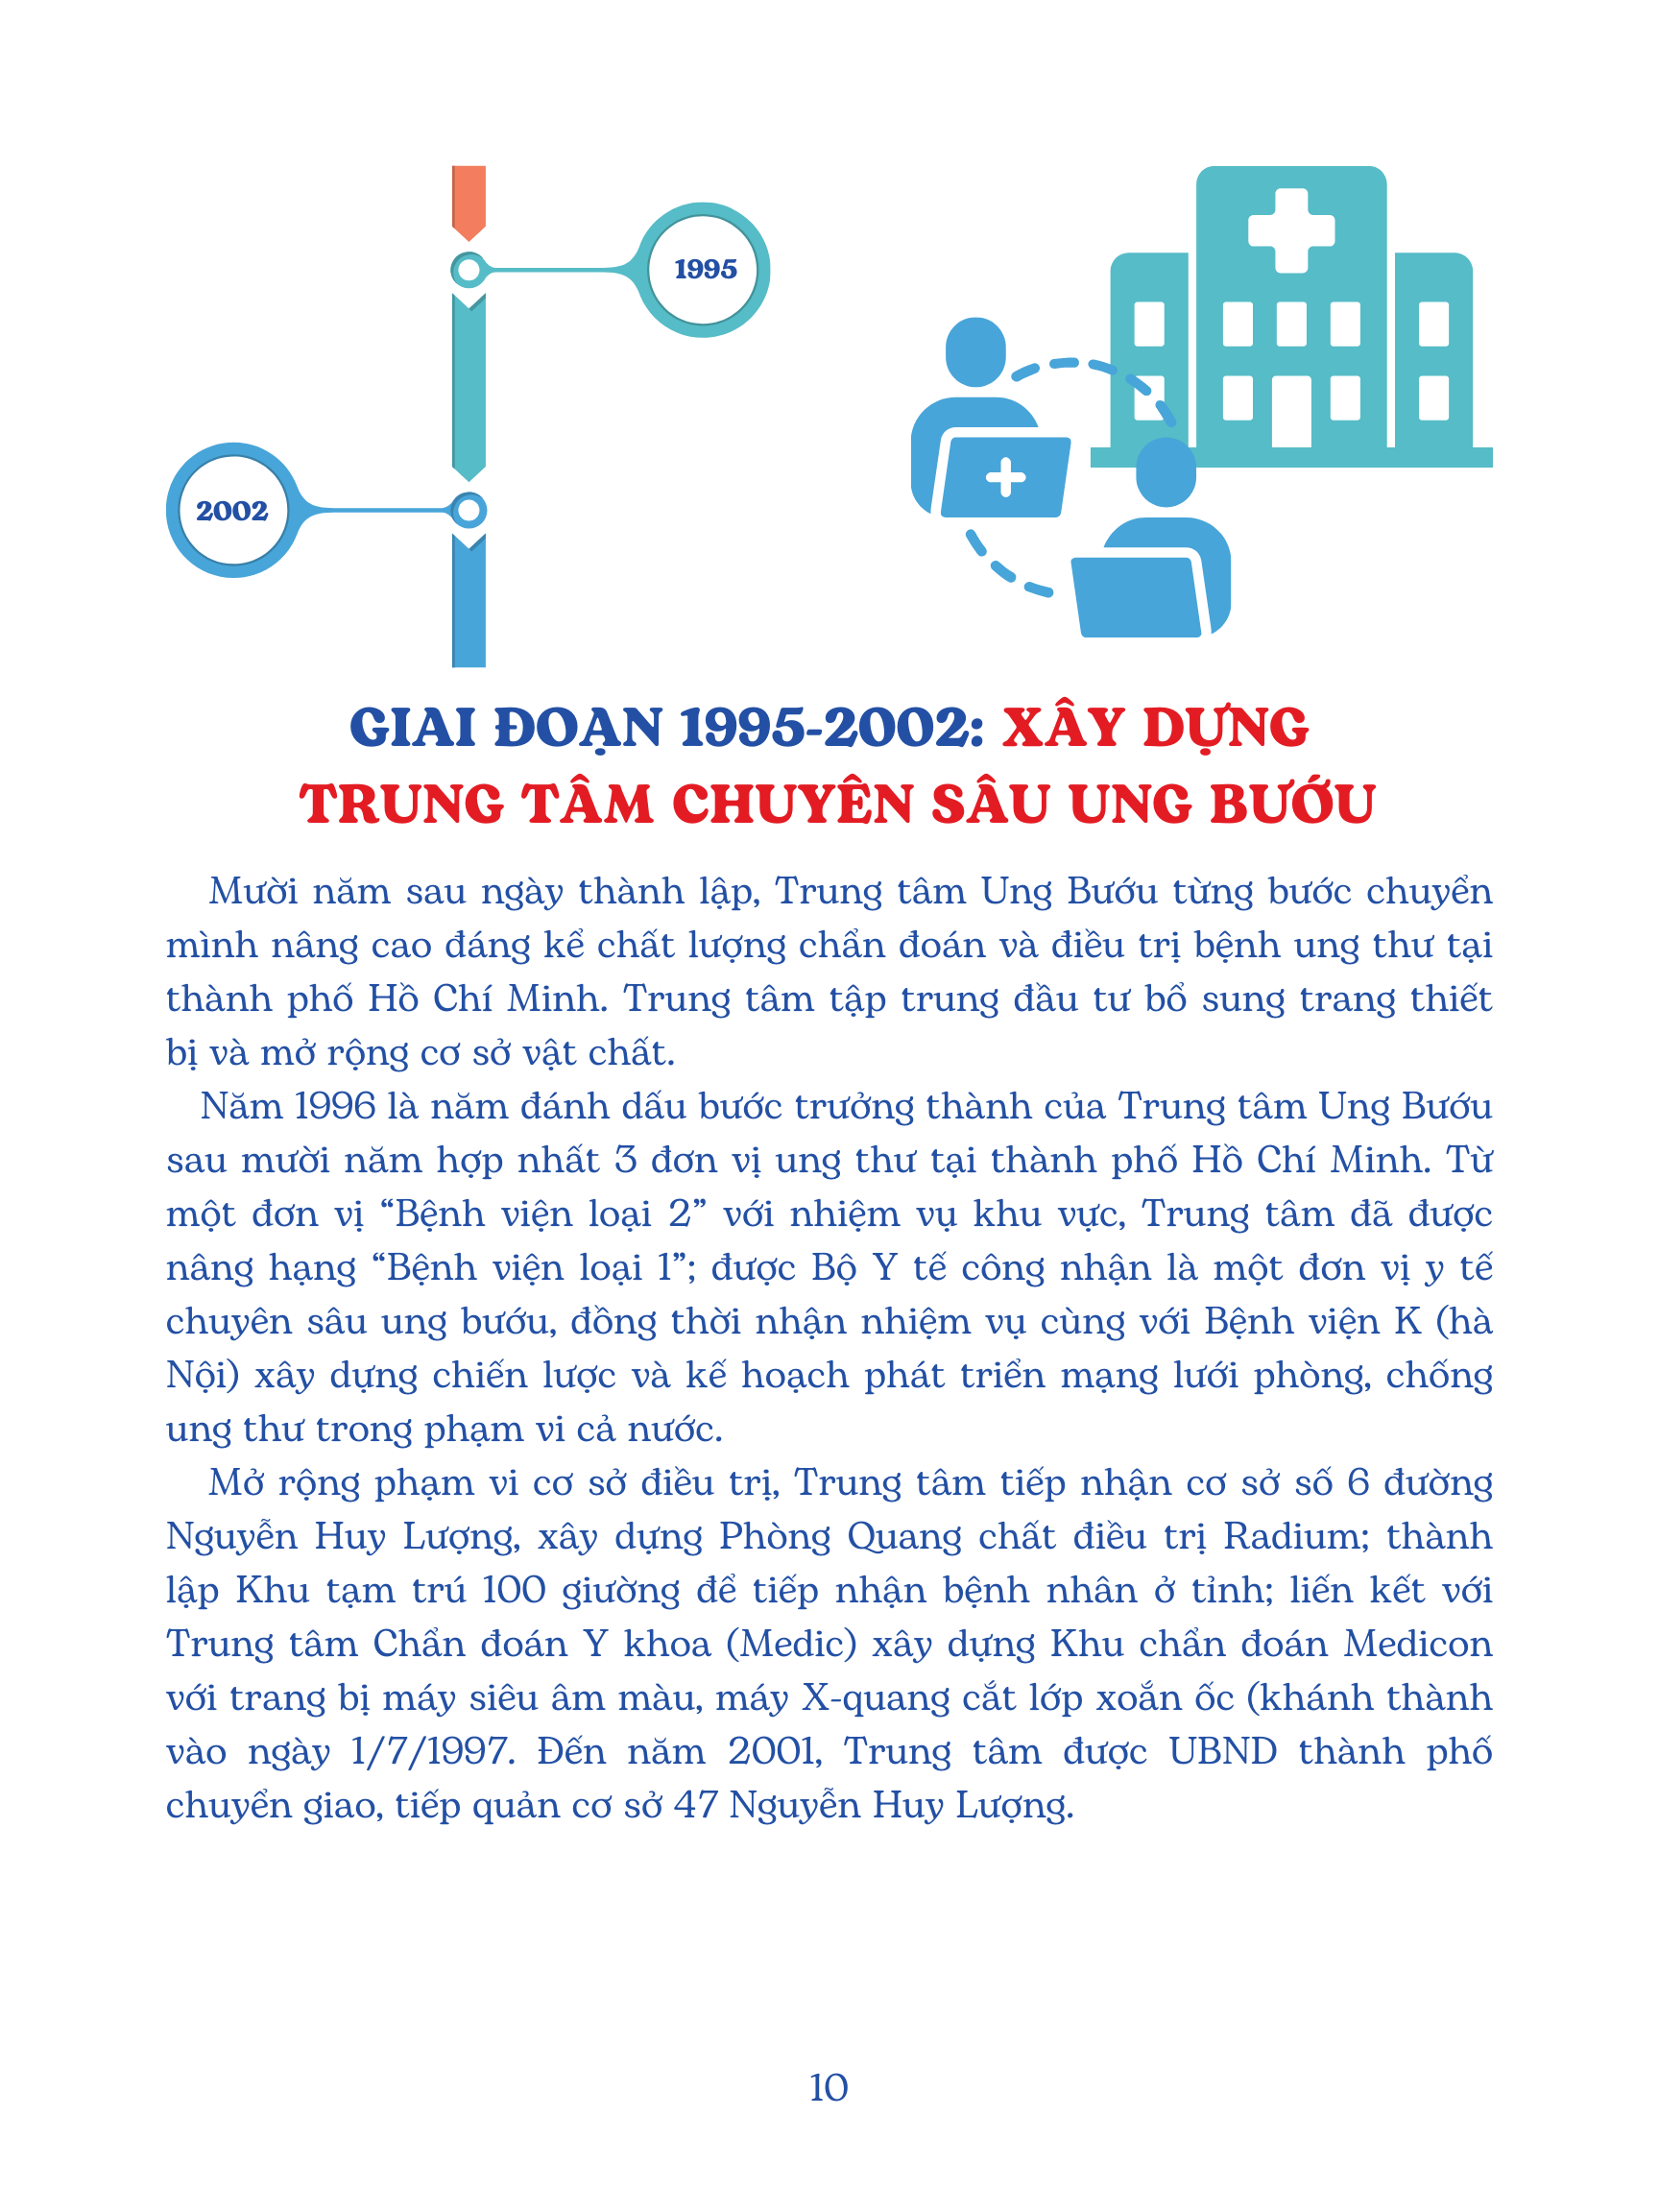 1995
2002
GIAI ĐOẠN 1995-2002: XÂY DỰNG
TRUNG TÂM CHUYÊN SÂU UNG BƯỚU
Mười năm sau ngày thành lập, Trung tâm Ung Bướu từng bước chuyển
mình nâng cao đáng kể chất lượng chẩn đoán và điều trị bệnh ung thư tại
thành phố Hồ Chí Minh. Trung tâm tập trung đầu tư bổ sung trang thiết
bị và mở rộng cơ sở vật chất.
Năm 1996 là năm đánh dấu bước trưởng thành của Trung tâm Ung Bướu
sau mười năm hợp nhất 3 đơn vị ung thư tại thành phố Hồ Chí Minh. Từ
một đơn vị “Bệnh viện loại 2” với nhiệm vụ khu vực, Trung tâm đã được
nâng hạng “Bệnh viện loại 1”; được Bộ Y tế công nhận là một đơn vị y tế
chuyên sâu ung bướu, đồng thời nhận nhiệm vụ cùng với Bệnh viện K (hà
Nội) xây dựng chiến lược và kế hoạch phát triển mạng lưới phòng, chống
ung thư trong phạm vi cả nước.
Mở rộng phạm vi cơ sở điều trị, Trung tâm tiếp nhận cơ sở số 6 đường
Nguyễn Huy Lượng, xây dựng Phòng Quang chất điều trị Radium; thành
lập Khu tạm trú 100 giường để tiếp nhận bệnh nhân ở tỉnh; liến kết với
Trung tâm Chẩn đoán Y khoa (Medic) xây dựng Khu chẩn đoán Medicon
với trang bị máy siêu âm màu, máy X-quang cắt lớp xoắn ốc (khánh thành
vào ngày 1/7/1997. Đến năm 2001, Trung tâm được UBND thành phố
chuyển giao, tiếp quản cơ sở 47 Nguyễn Huy Lượng.
10